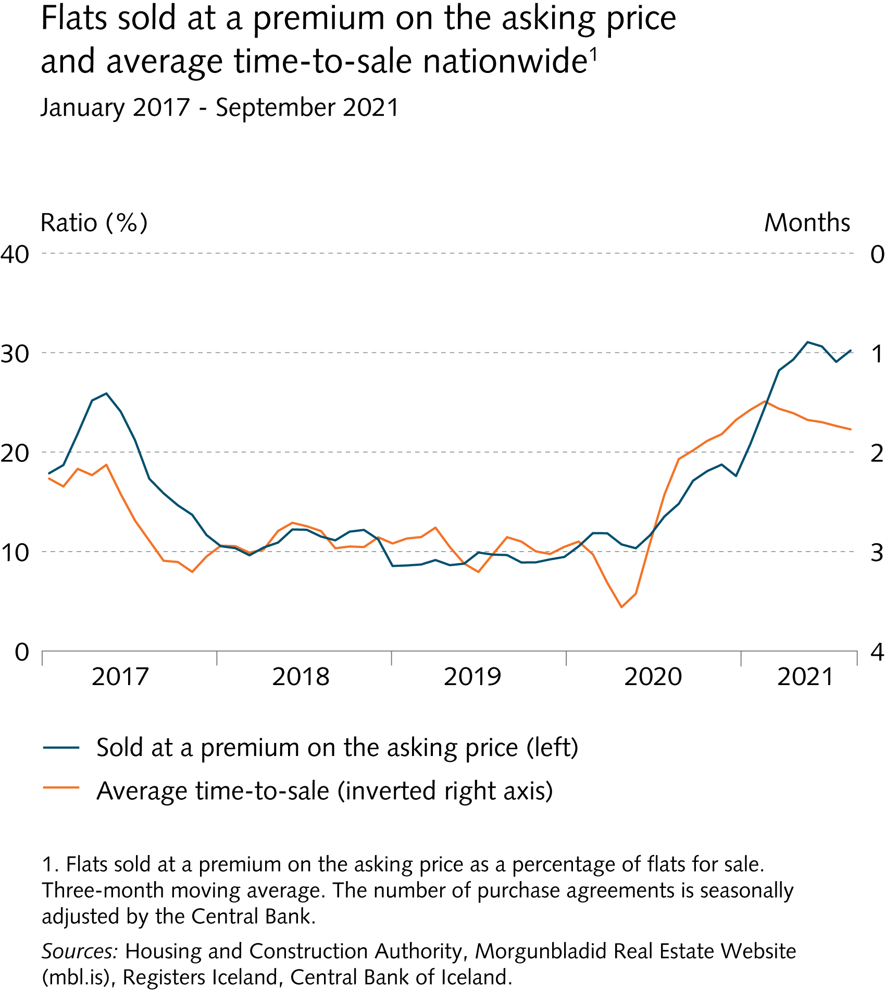 Flats sold at a premium on the asking price
and average time-to-sale nationwide¹
January 2017 - September 2021
Ratio (%)
Months
40
0
30
1
20
2
10
3
0
4
2017
2018
2019
2020
2021
Sold at a premium on the asking price (left)
Average time-to-sale (inverted right axis)
1. Flats sold at a premium on the asking price as a percentage of flats for sale.
Three-month moving average. The number of purchase agreements is seasonally
adjusted by the Central Bank.
Sources: Housing and Construction Authority, Morgunbladid Real Estate Website
(mbl.is), Registers Iceland, Central Bank of Iceland.